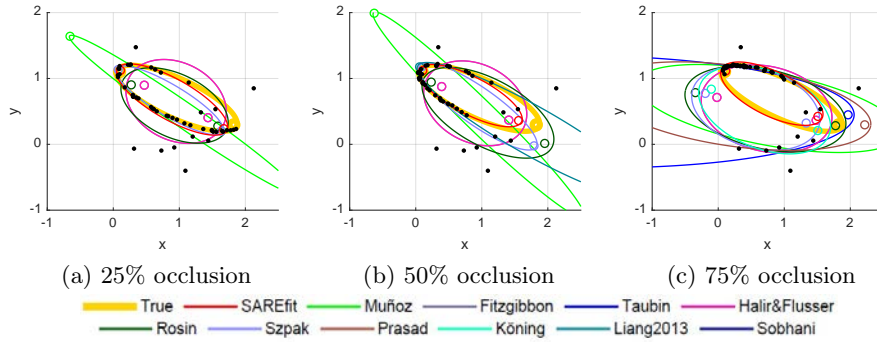 2
1
0
-1
y
-1
0
1
2
x
2
1
0
-1
y
-1
0
1
2
x
2
1
0
-1
y
-1
0
1
2
x
(a) 25% occlusion
(b) 50% occlusion
(c) 75% occlusion
True SAREfit Muñoz Fitzgibbon Taubin Halir&Flusser
Rosin Szpak Prasad Köning Liang2013 Sobhani